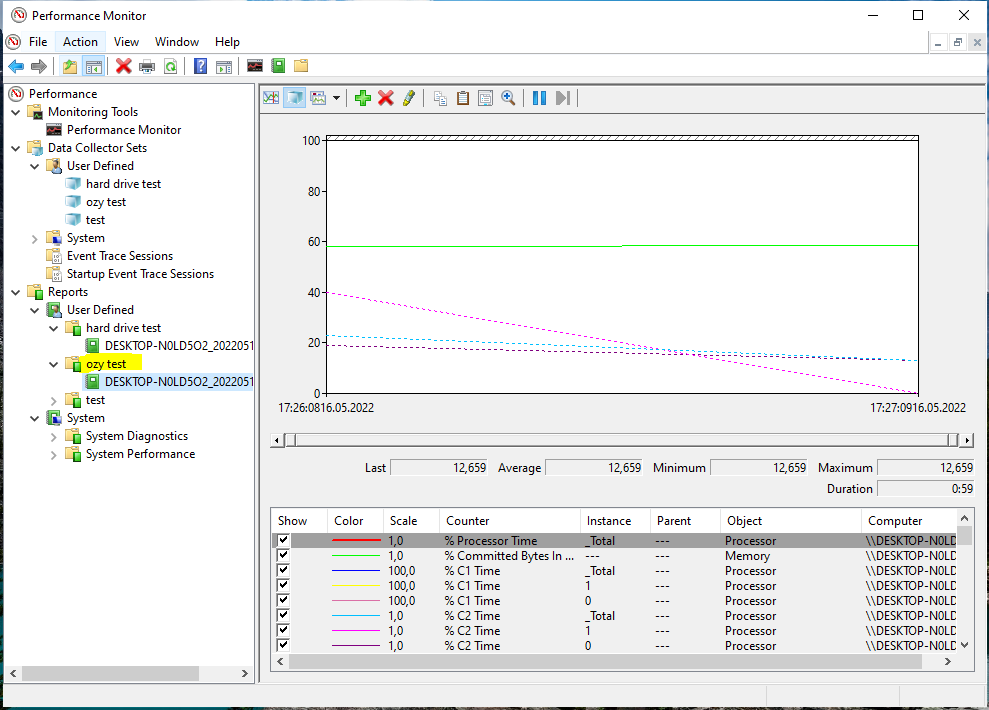 Performance Monitor
File Action View Window Help
Performance
Monitoring Tools
Performance Monitor
Data Collector Sets
User Defined
hard drive test
ozy test
test
System
Event Trace Sessions
Startup Event Trace Sessions
Reports
User Defined
hard drive test
DESKTOP-N0LD5O2_2022051
ozy test
DESKTOP-N0LD5O2_2022051
test
System
System Diagnostics
System Performance
100
80
60
40
20
0
17:26:0816.05.2022 17:27:0916.05.2022
Last 12,659 Average 12,659 Minimum 12,659 Maximum 12,659
Duration 0:59
Show Color Scale Counter Instance Parent Object Computer
1,0 % Processor Time _Total --- Processor \\DESKTOP-N0LD
1,0 % Committed Bytes In ... --- --- Memory \\DESKTOP-N0LD
100,0 % C1 Time _Total --- Processor \\DESKTOP-N0LD
100,0 % C1 Time 1 --- Processor \\DESKTOP-N0LD
100,0 % C1 Time 0 --- Processor \\DESKTOP-N0LD
1,0 % C2 Time _Total --- Processor \\DESKTOP-N0LD
1,0 % C2 Time 1 --- Processor \\DESKTOP-N0LD
1,0 % C2 Time 0 --- Processor \\DESKTOP-N0LD